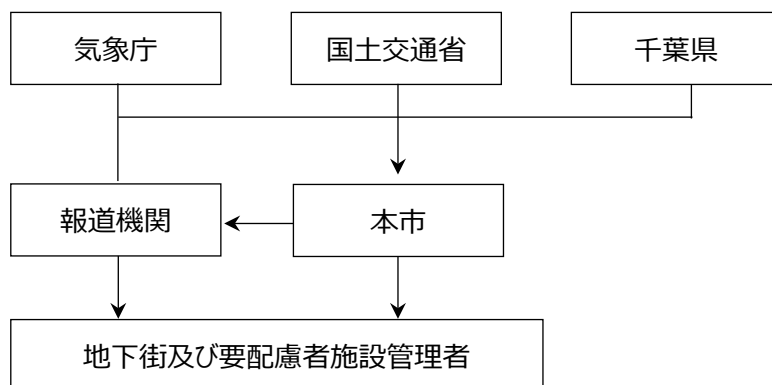 気象庁
国土交通省
千葉県
報道機関
本市
地下街及び要配慮者施設管理者